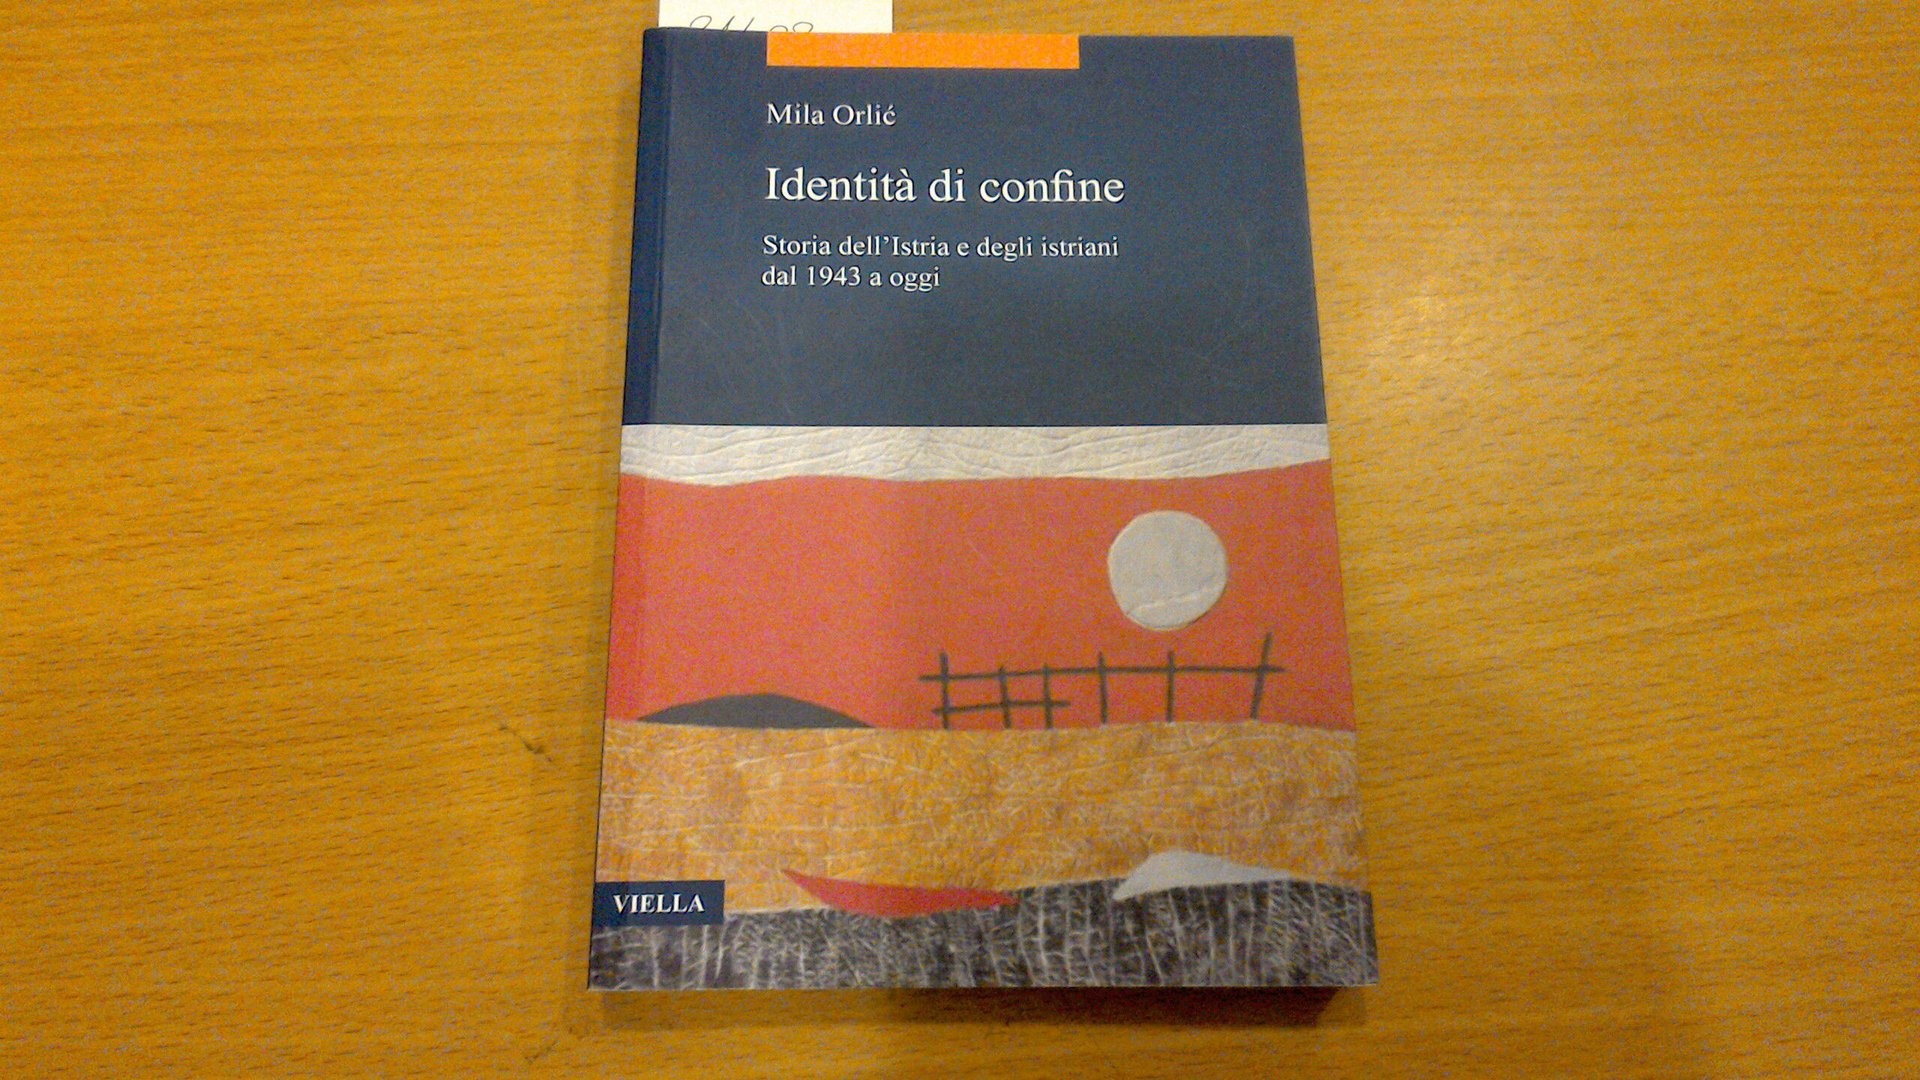 Mila Orlić
Identità di confine
Storia dell'Istria e degli istriani
dal 1943 a oggi
VIELLA